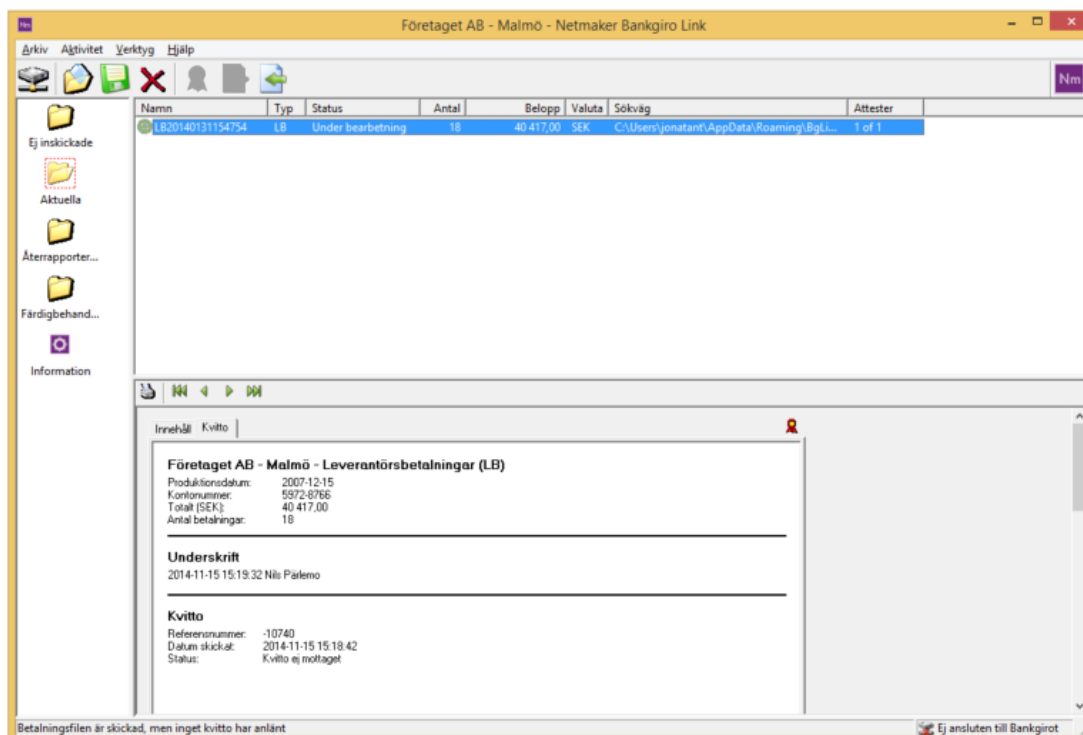 Nm
Företaget AB - Malmö - Netmaker Bankgiro Link
Arkiv Aktivitet Verktyg Hjälp
Nm
Namn Typ Status Antal Belopp Valuta Sökväg Attester
LB20140131154754 LB Under bearbetning 18 40 417,00 SEK C:\Users\jonatant\AppData\Roaming\BgLi... 1 of 1
Ej inskickade
Aktuella
Återrapporter...
Färdigbehand...
Information
Innehåll Kvitto
Företaget AB - Malmö - Leverantörsbetalningar (LB)
Produktionsdatum: 2007-12-15
Kontonummer: 5972-8766
Totalt (SEK): 40 417,00
Antal betalningar: 18
Underskrift
2014-11-15 15:19:32 Nils Pärlemo
Kvitto
Referensnummer: -10740
Datum skickat: 2014-11-15 15:18:42
Status: Kvitto ej mottaget
Betalningsfilen är skickad, men inget kvitto har anlänt
Ej ansluten till Bankgirot